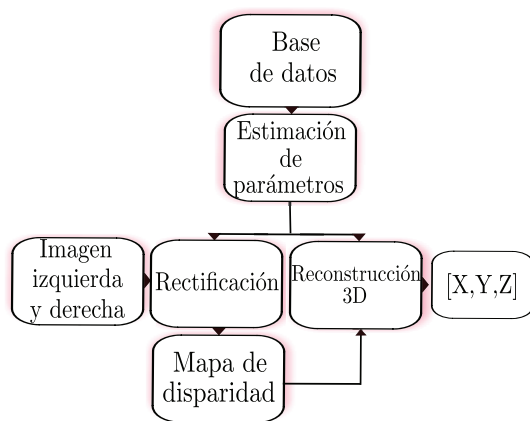 Base
de datos
Estimación
de
parámetros
Imagen
izquierda
y derecha
Rectificación
Reconstrucción
3D
[X,Y,Z]
Mapa de
disparidad